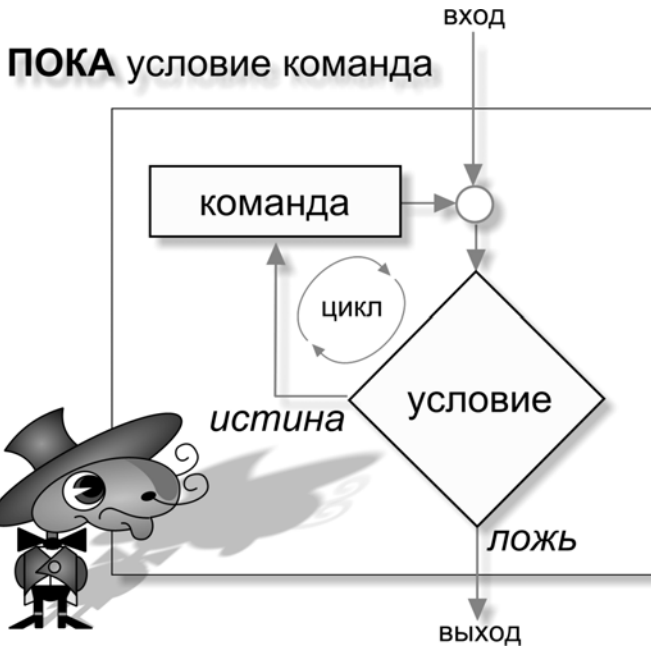 вход
ПОКА условие команда
команда
цикл
условие
истина
ложь
выход